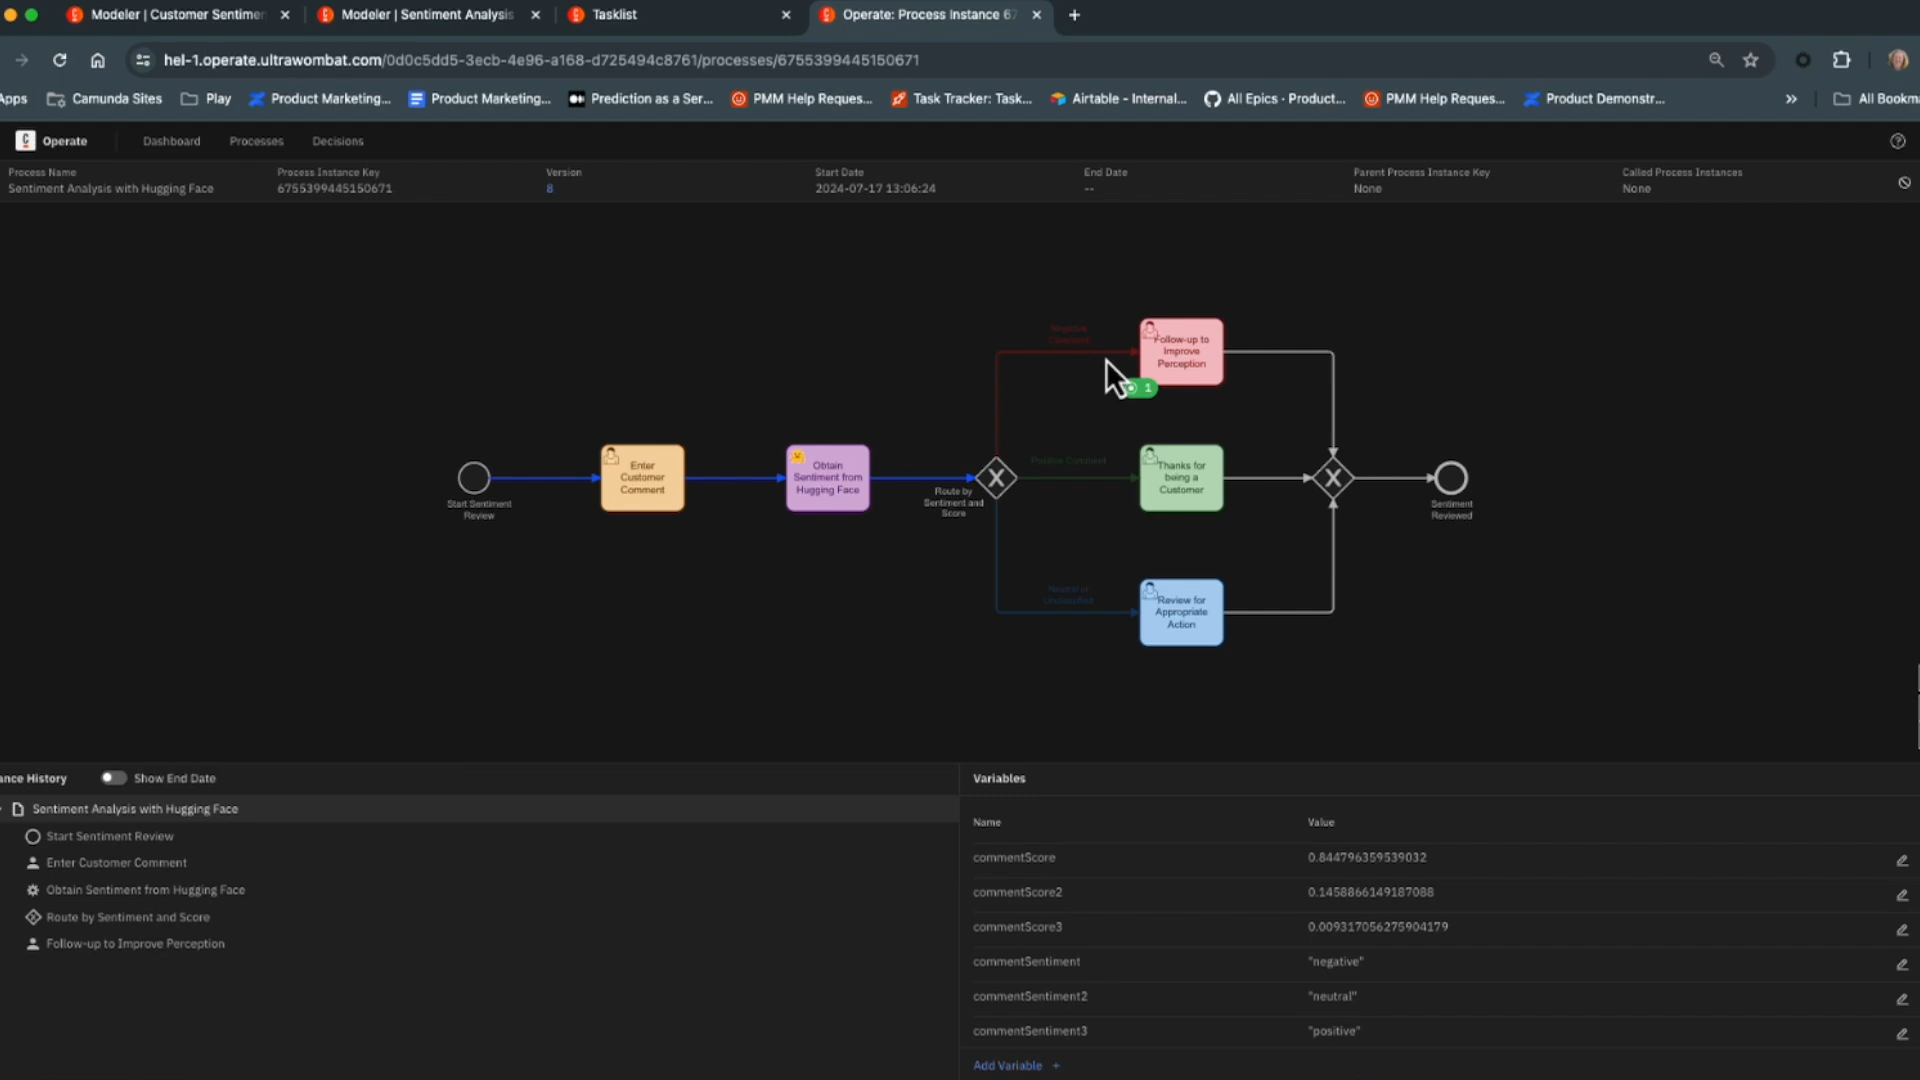 Modeler | Customer Sentimen
Modeler | Sentiment Analysis
Tasklist
Operate: Process Instance 67
hel-1.operate.ultrawombat.com/0d0c5dd5-3ecb-4e96-a168-d725494c8761/processes/6755399445150671
Apps
Camunda Sites
Play
Product Marketing...
Product Marketing...
Prediction as a Ser...
PMM Help Reques...
Task Tracker: Task...
Airtable - Internal...
All Epics · Product...
PMM Help Reques...
Product Demonstr...
All Bookma
Operate
Dashboard
Processes
Decisions
Process Name
Sentiment Analysis with Hugging Face
Process Instance Key
6755399445150671
Version
8
Start Date
2024-07-17 13:06:24
End Date
--
Parent Process Instance Key
None
Called Process Instances
None
Start Sentiment
Review
Enter
Customer
Comment
Obtain
Sentiment from
Hugging Face
Route by
Sentiment and
Score
X
Negative
Comment
Follow-up to
Improve
Perception
1
Positive Comment
Thanks for
being a
Customer
Neutral or
Unclassified
Review for
Appropriate
Action
X
Sentiment
Reviewed
ance History
Show End Date
Sentiment Analysis with Hugging Face
Start Sentiment Review
Enter Customer Comment
Obtain Sentiment from Hugging Face
Route by Sentiment and Score
Follow-up to Improve Perception
Variables
Name
Value
commentScore
0.844796359539032
commentScore2
0.1458866149187088
commentScore3
0.009317056275904179
commentSentiment
"negative"
commentSentiment2
"neutral"
commentSentiment3
"positive"
Add Variable +